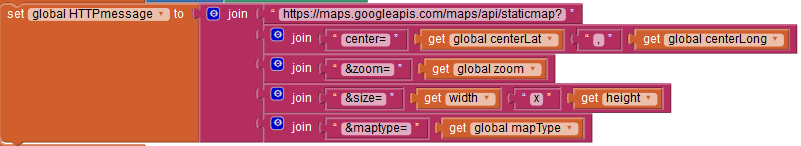 set global HTTPmessage to join " https://maps.googleapis.com/maps/api/staticmap? "
join " center= " get global centerLat " , " get global centerLong
join " &zoom= " get global zoom
join " &size= " get width " x " get height
join " &maptype= " get global mapType